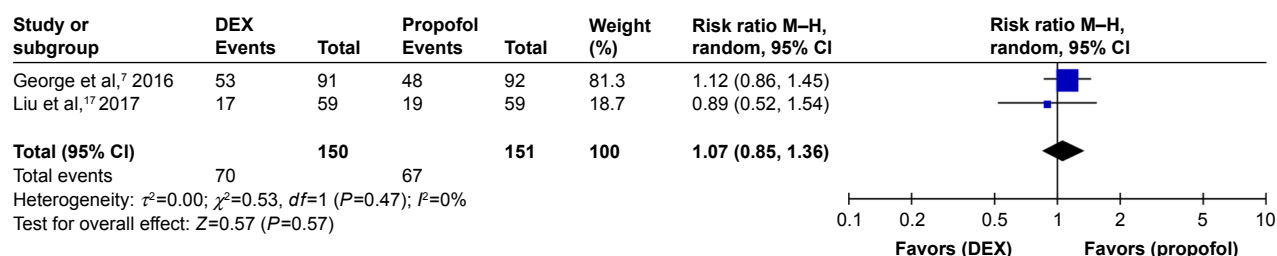 Study or DEX Propofol Weight Risk ratio M–H, Risk ratio M–H,
subgroup Events Total Events Total (%) random, 95% CI random, 95% CI
George et al,⁷ 2016 53 91 48 92 81.3 1.12 (0.86, 1.45)
Liu et al,¹⁷ 2017 17 59 19 59 18.7 0.89 (0.52, 1.54)
Total (95% CI) 150 151 100 1.07 (0.85, 1.36)
Total events 70 67
Heterogeneity: τ²=0.00; χ²=0.53, df=1 (P=0.47); I²=0%
Test for overall effect: Z=0.57 (P=0.57)
0.1 0.2 0.5 1 2 5 10
Favors (DEX) Favors (propofol)